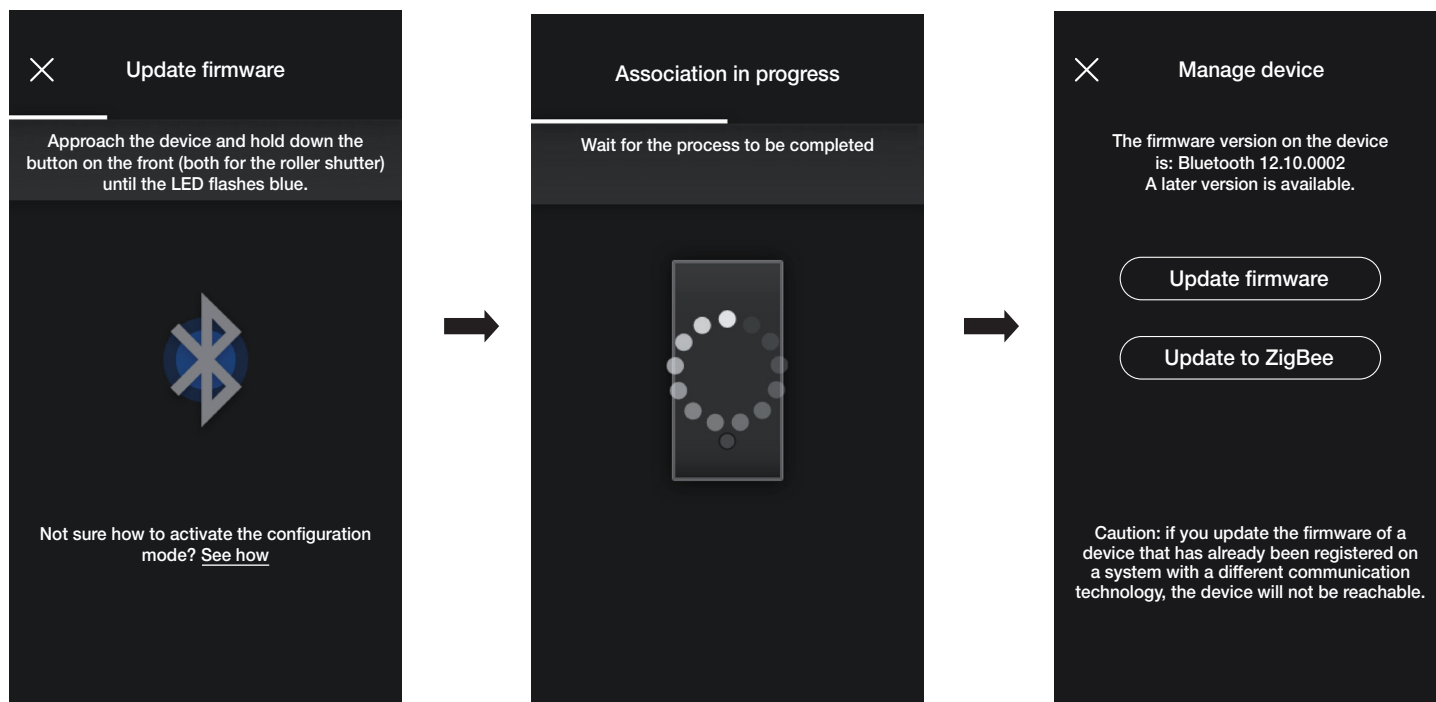 Update firmware
Approach the device and hold down the
button on the front (both for the roller shutter)
until the LED flashes blue.
Not sure how to activate the configuration
mode? See how
Association in progress
Wait for the process to be completed
Manage device
The firmware version on the device
is: Bluetooth 12.10.0002
A later version is available.
Update firmware
Update to ZigBee
Caution: if you update the firmware of a
device that has already been registered on
a system with a different communication
technology, the device will not be reachable.